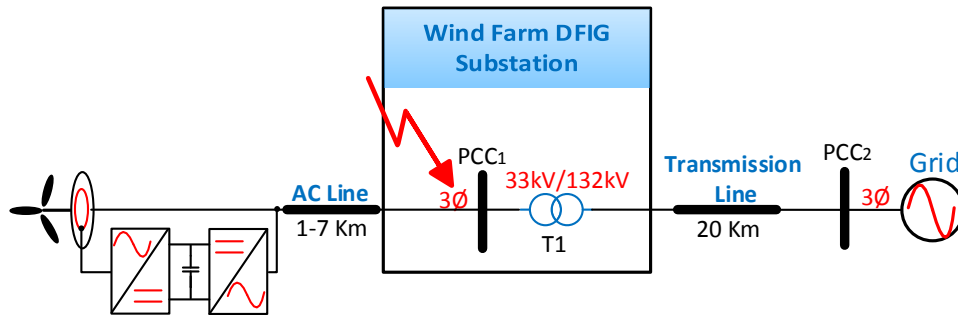 Wind Farm DFIG
Substation
PCC1
33kV/132kV
3Ø
T1
AC Line
1-7 Km
Transmission
Line
20 Km
PCC2
3Ø
Grid